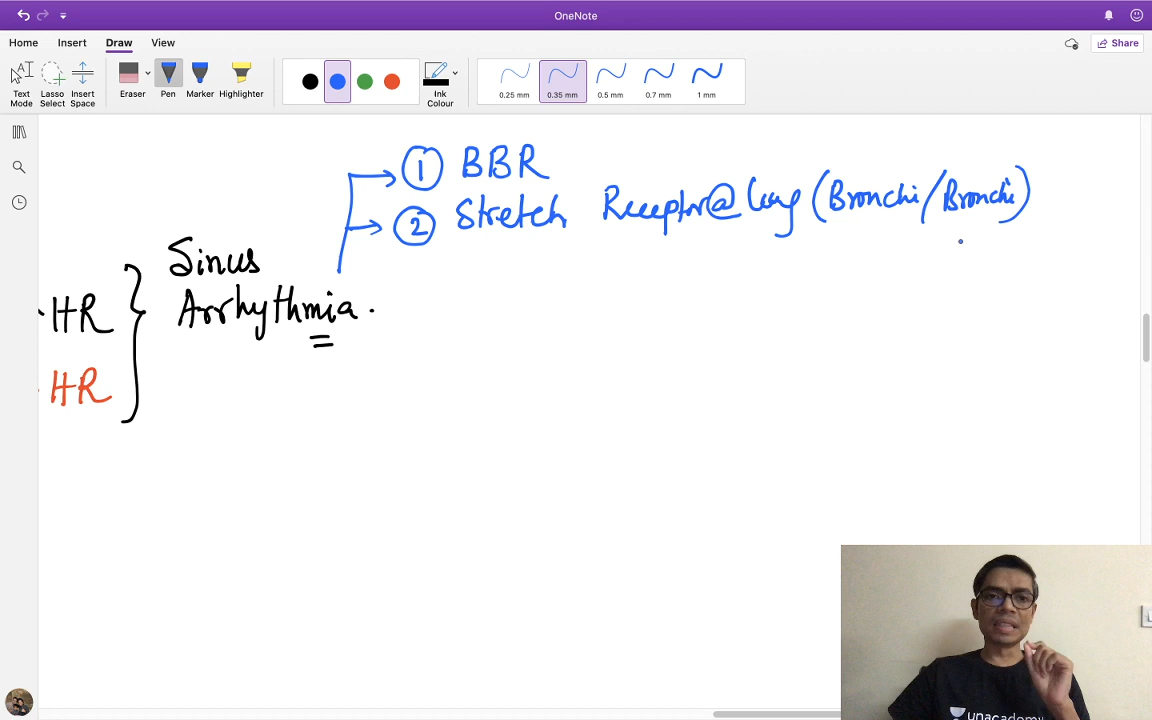 OneNote
Home Insert Draw View
Share
Text Mode
Lasso Select
Insert Space
Eraser
Pen
Marker
Highlighter
Ink Colour
0.25 mm
0.35 mm
0.5 mm
0.7 mm
1 mm
① BBR
② Stretch Receptor@ Lung (Bronchi/Bronchi)
Sinus
Arrhythmia.
HR
HR
unacademy